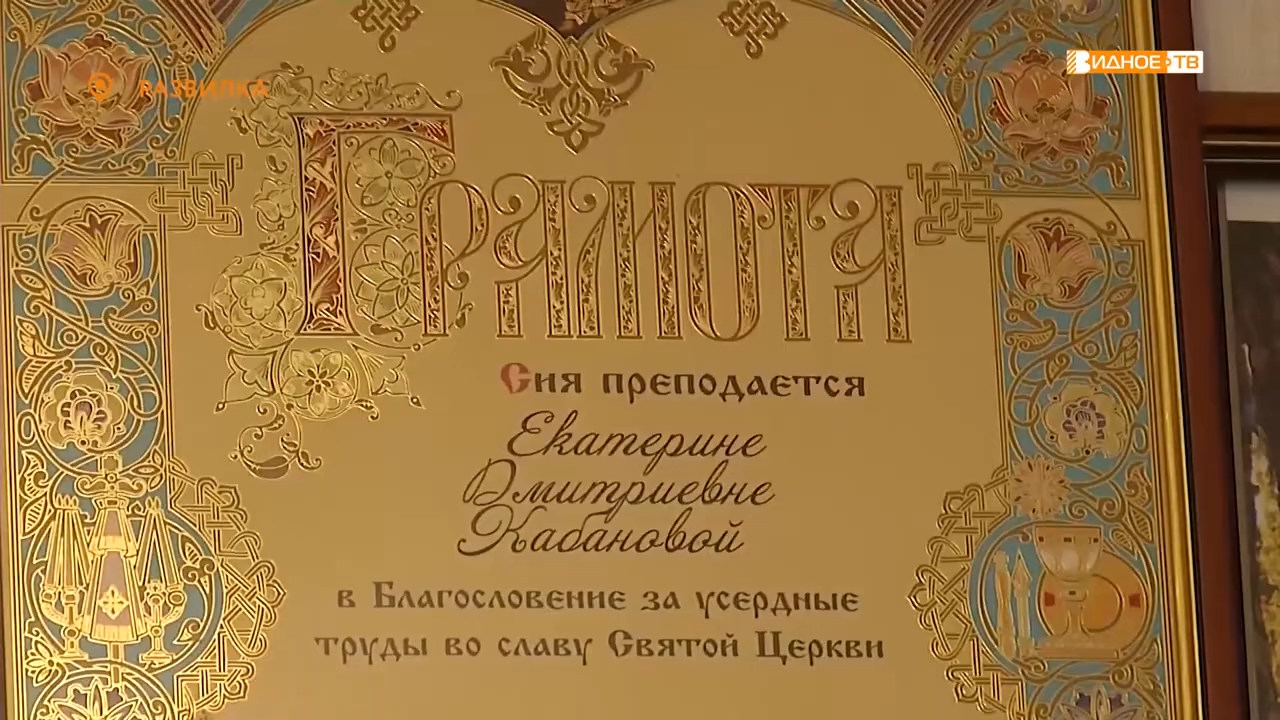 РАЗВИЛКА
ВИДНОЕ ТВ
Грамота
Сия преподается
Екатерине
Дмитриевне
Кабановой
в Благословение за усердные
труды во славу Святой Церкви